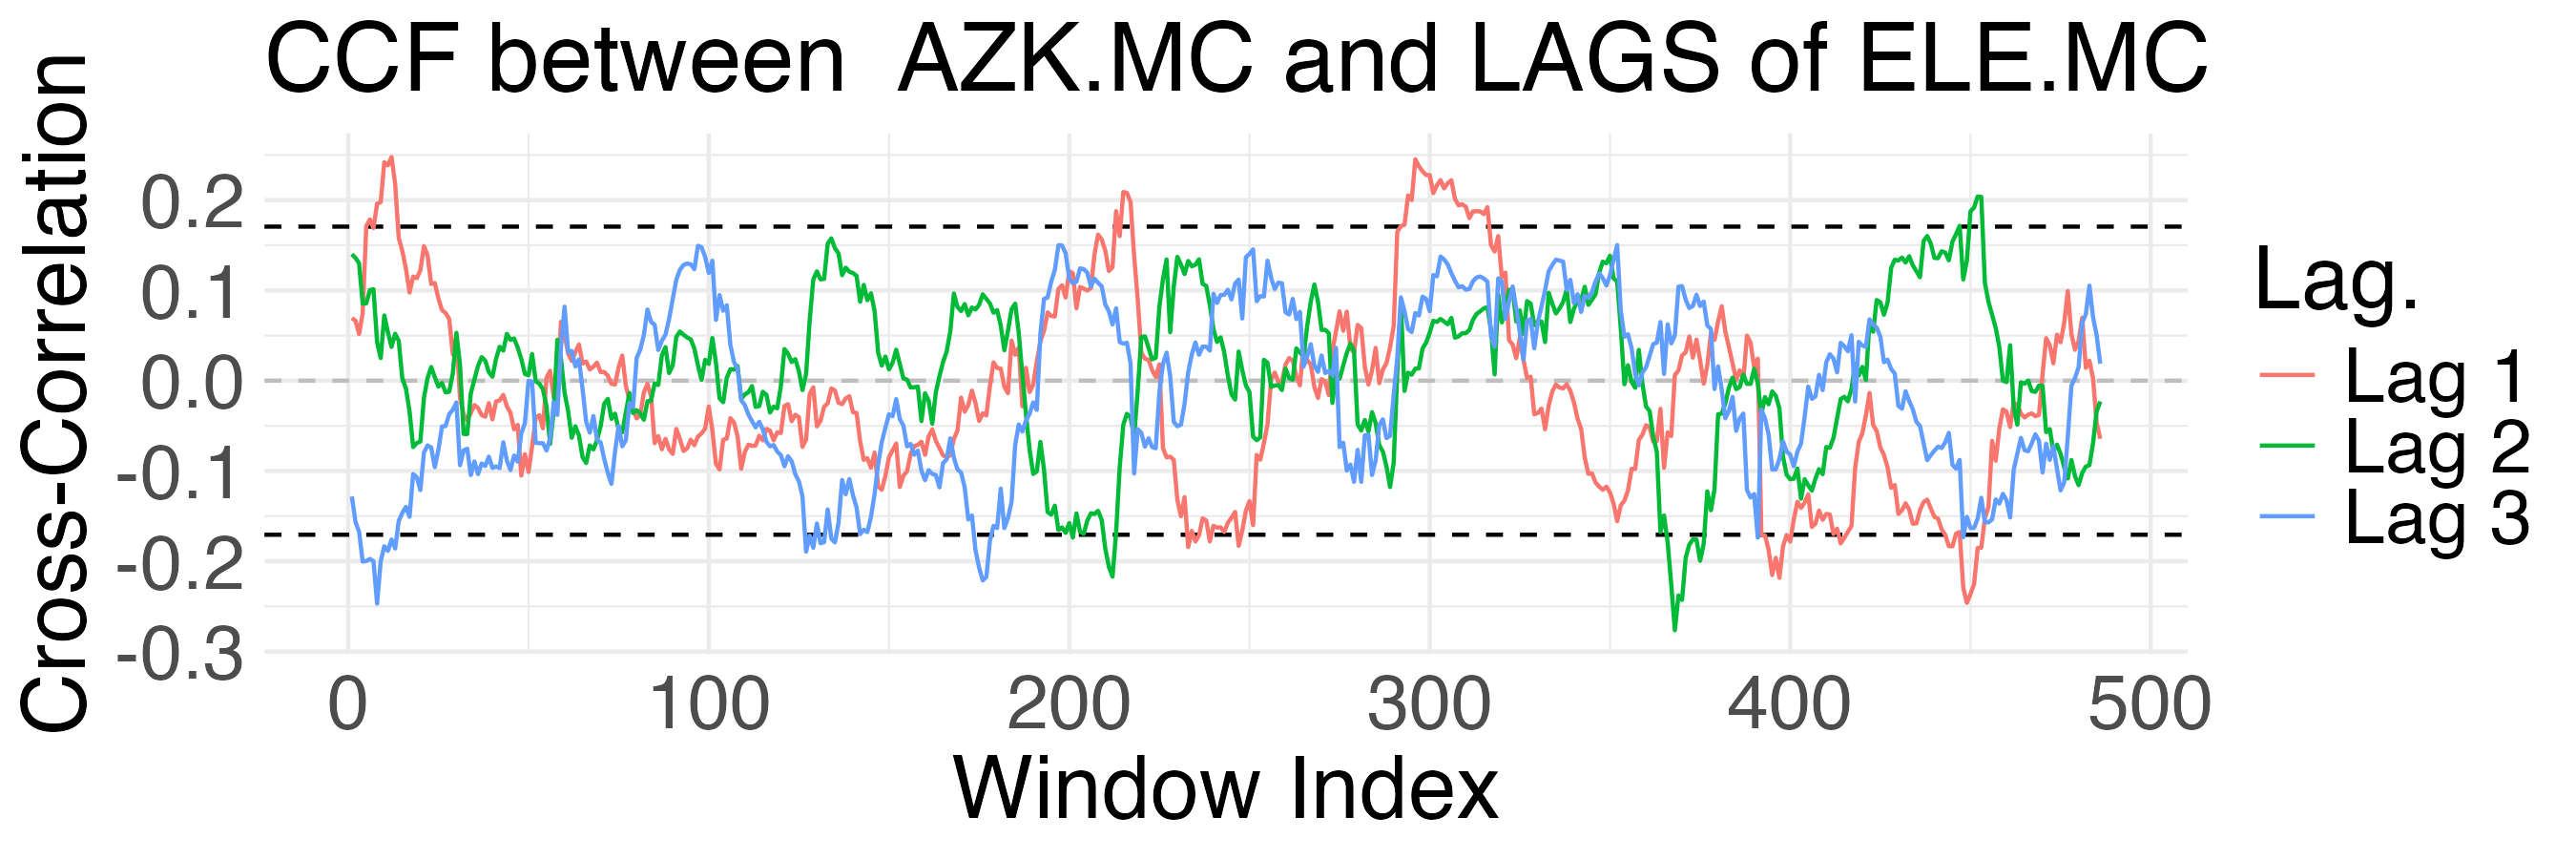 CCF between  AZK.MC and LAGS of ELE.MC
Cross-Correlation
0.2
0.1
0.0
-0.1
-0.2
-0.3
0 100 200 300 400 500
Window Index
Lag.
Lag 1
Lag 2
Lag 3